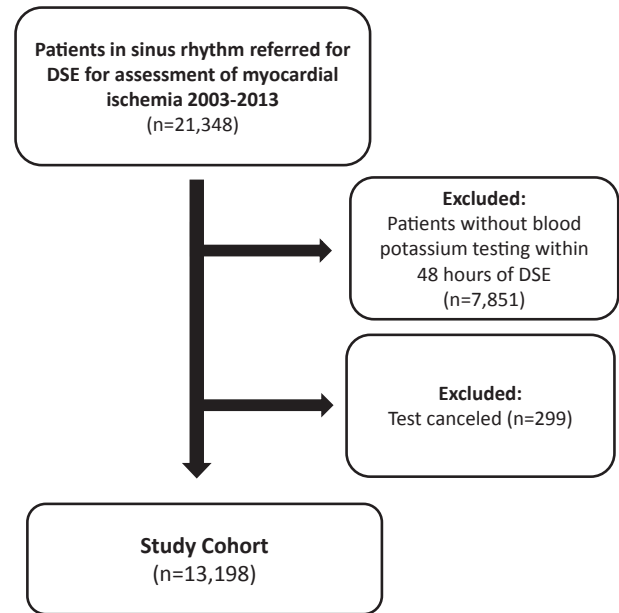 Patients in sinus rhythm referred for
DSE for assessment of myocardial
ischemia 2003-2013
(n=21,348)
Excluded:
Patients without blood
potassium testing within
48 hours of DSE
(n=7,851)
Excluded:
Test canceled (n=299)
Study Cohort
(n=13,198)